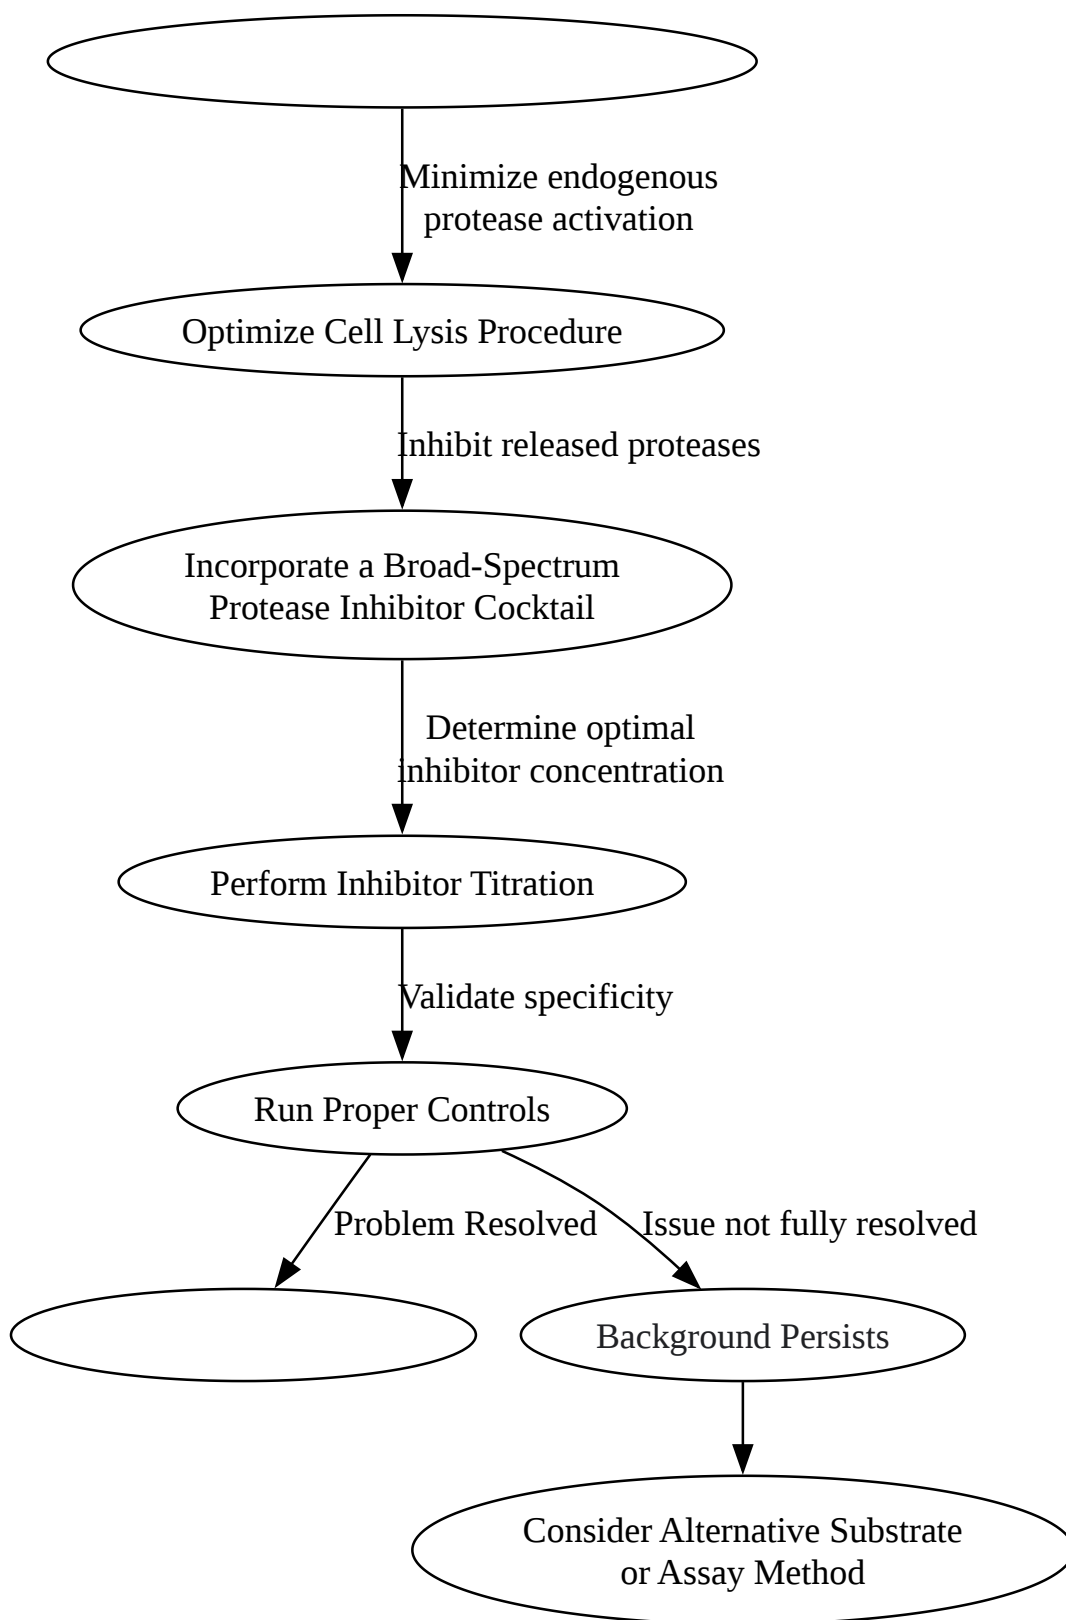 Minimize endogenous
protease activation
Optimize Cell Lysis Procedure
Inhibit released proteases
Incorporate a Broad-Spectrum
Protease Inhibitor Cocktail
Determine optimal
inhibitor concentration
Perform Inhibitor Titration
Validate specificity
Run Proper Controls
Problem Resolved
Issue not fully resolved
Background Persists
Consider Alternative Substrate
or Assay Method